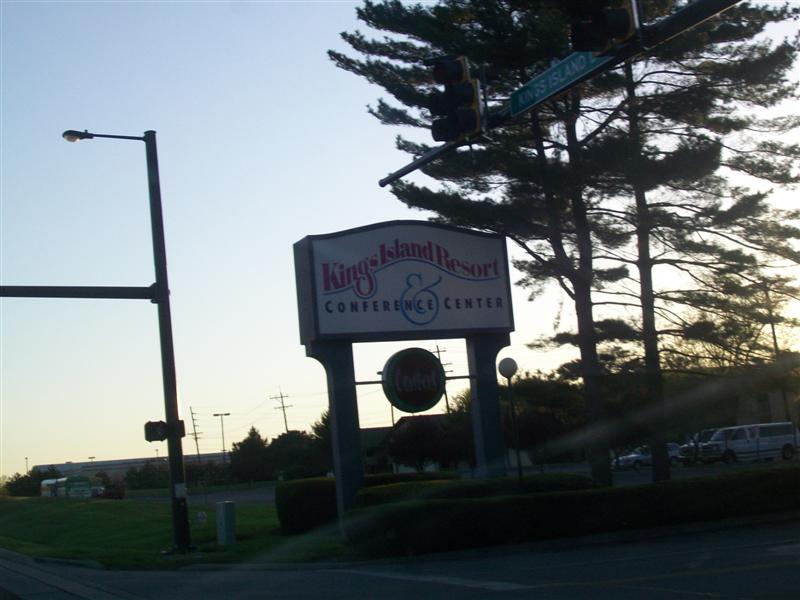 KINGS ISLAND
Kings Island Resort
& CONFERENCE CENTER